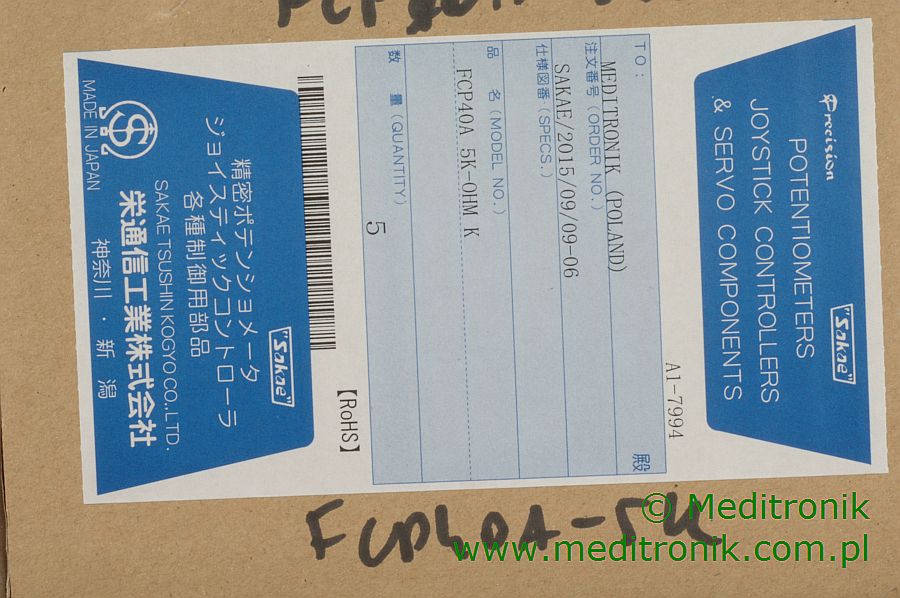 Precision
POTENTIOMETERS
JOYSTICK CONTROLLERS
& SERVO COMPONENTS
"Sakae"
A1-7994
TO:
MEDITRONIK (POLAND)
殿
注文番号(ORDER NO.)
SAKAE/2015/09/09-06
仕様図番(SPECS.)
品 名(MODEL NO.)
FCP40A 5K-OHM K
数 量(QUANTITY)
5
【RoHS】
"Sakae"
精密ポテンショメータ
ジョイスティックコントローラ
各種制御用部品
SAKAE TSUSHIN KOGYO CO.,LTD.
栄通信工業株式会社
神奈川・新潟
MADE IN JAPAN
FCP40A-5K
© Meditronik
www.meditronik.com.pl